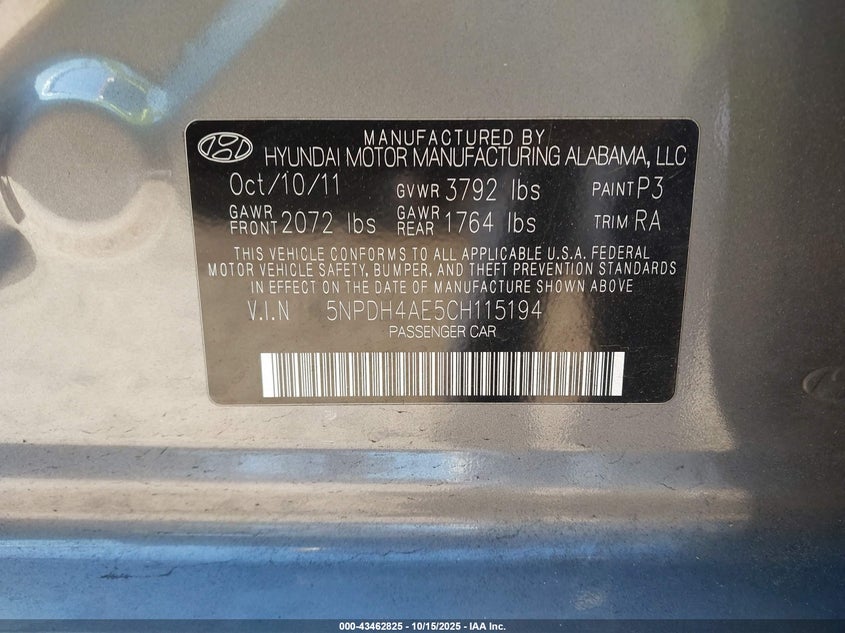 MANUFACTURED BY
HYUNDAI MOTOR MANUFACTURING ALABAMA, LLC
Oct/10/11 GVWR 3792 lbs PAINT P3
GAWR FRONT 2072 lbs GAWR REAR 1764 lbs TRIM RA
THIS VEHICLE CONFORMS TO ALL APPLICABLE U.S.A. FEDERAL
MOTOR VEHICLE SAFETY, BUMPER, AND THEFT PREVENTION STANDARDS
IN EFFECT ON THE DATE OF MANUFACTURE SHOWN ABOVE
V.I.N 5NPDH4AE5CH115194
PASSENGER CAR
000-43462825 - 10/15/2025 - IAA Inc.